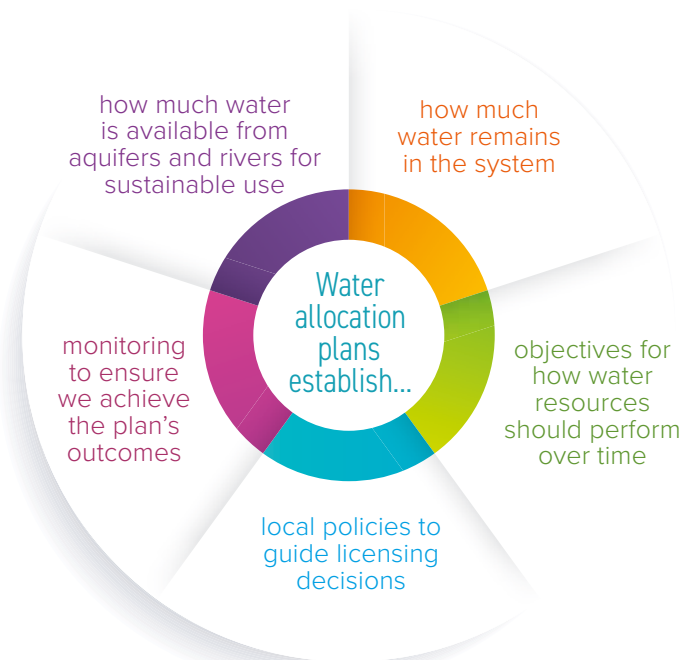 Water
allocation
plans
establish...
how much water
is available from
aquifers and rivers for
sustainable use
how much
water remains
in the system
objectives for
how water
resources
should perform
over time
local policies to
guide licensing
decisions
monitoring
to ensure
we achieve
the plan's
outcomes